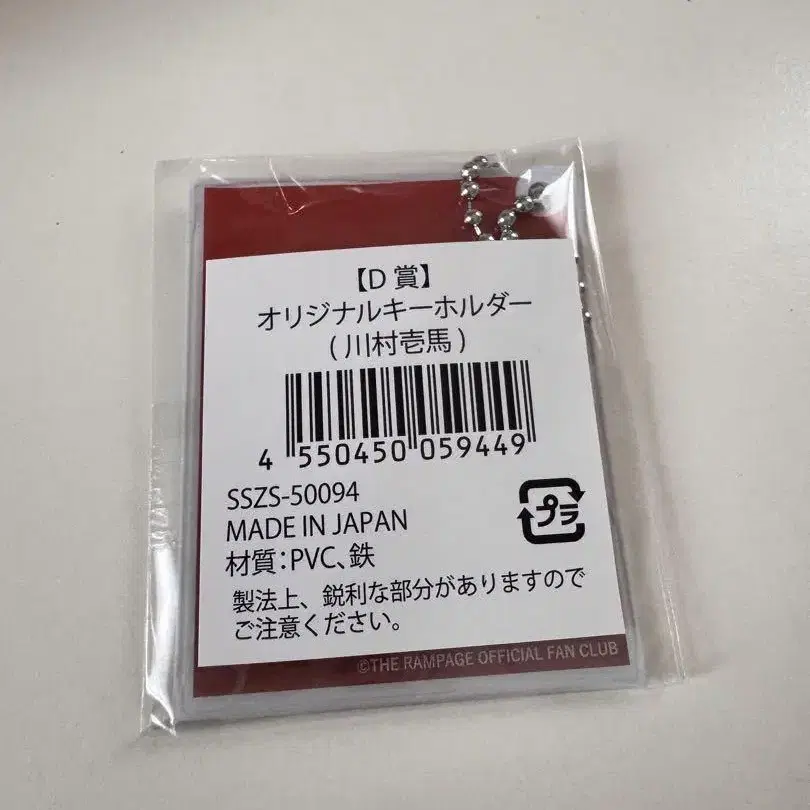 【D 賞】
オリジナルキーホルダー
( 川村壱馬 )
4 550450 059449
SSZS-50094
MADE IN JAPAN
プラ
材質:PVC、鉄
製法上、鋭利な部分がありますので
ご注意ください。
©THE RAMPAGE OFFICIAL FAN CLUB